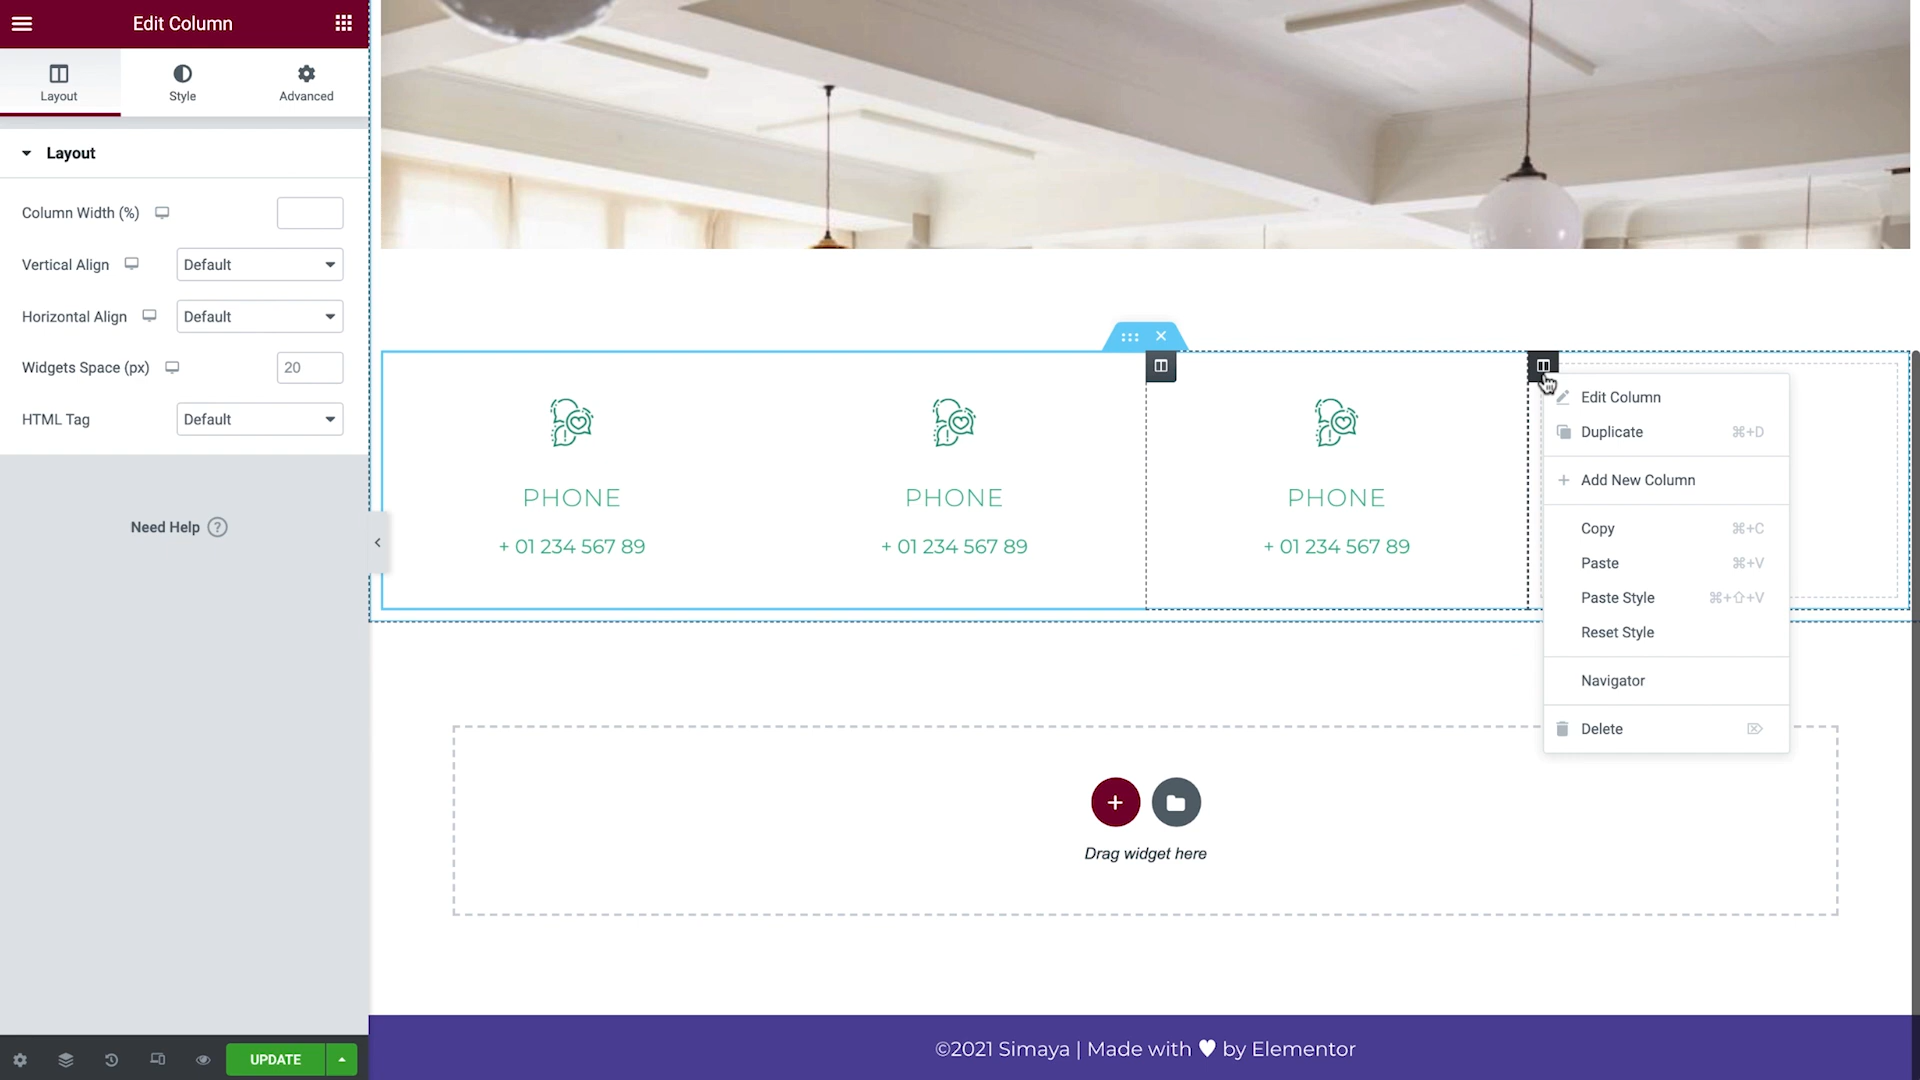 Edit Column
Layout
Style
Advanced
Layout
Column Width (%)
Vertical Align
Default
Horizontal Align
Default
Widgets Space (px)
20
HTML Tag
Default
Need Help ?
UPDATE
PHONE
+ 01 234 567 89
PHONE
+ 01 234 567 89
PHONE
+ 01 234 567 89
Edit Column
Duplicate ⌘+D
Add New Column
Copy ⌘+C
Paste ⌘+V
Paste Style ⌘+⇧+V
Reset Style
Navigator
Delete ⌦
Drag widget here
©2021 Simaya | Made with ♥ by Elementor